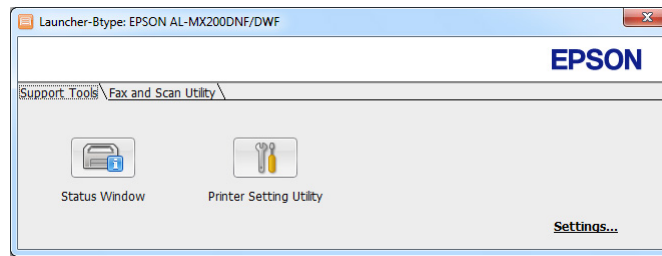 Launcher-Btype: EPSON AL-MX200DNF/DWF
EPSON
Support Tools Fax and Scan Utility
Status Window Printer Setting Utility
Settings...